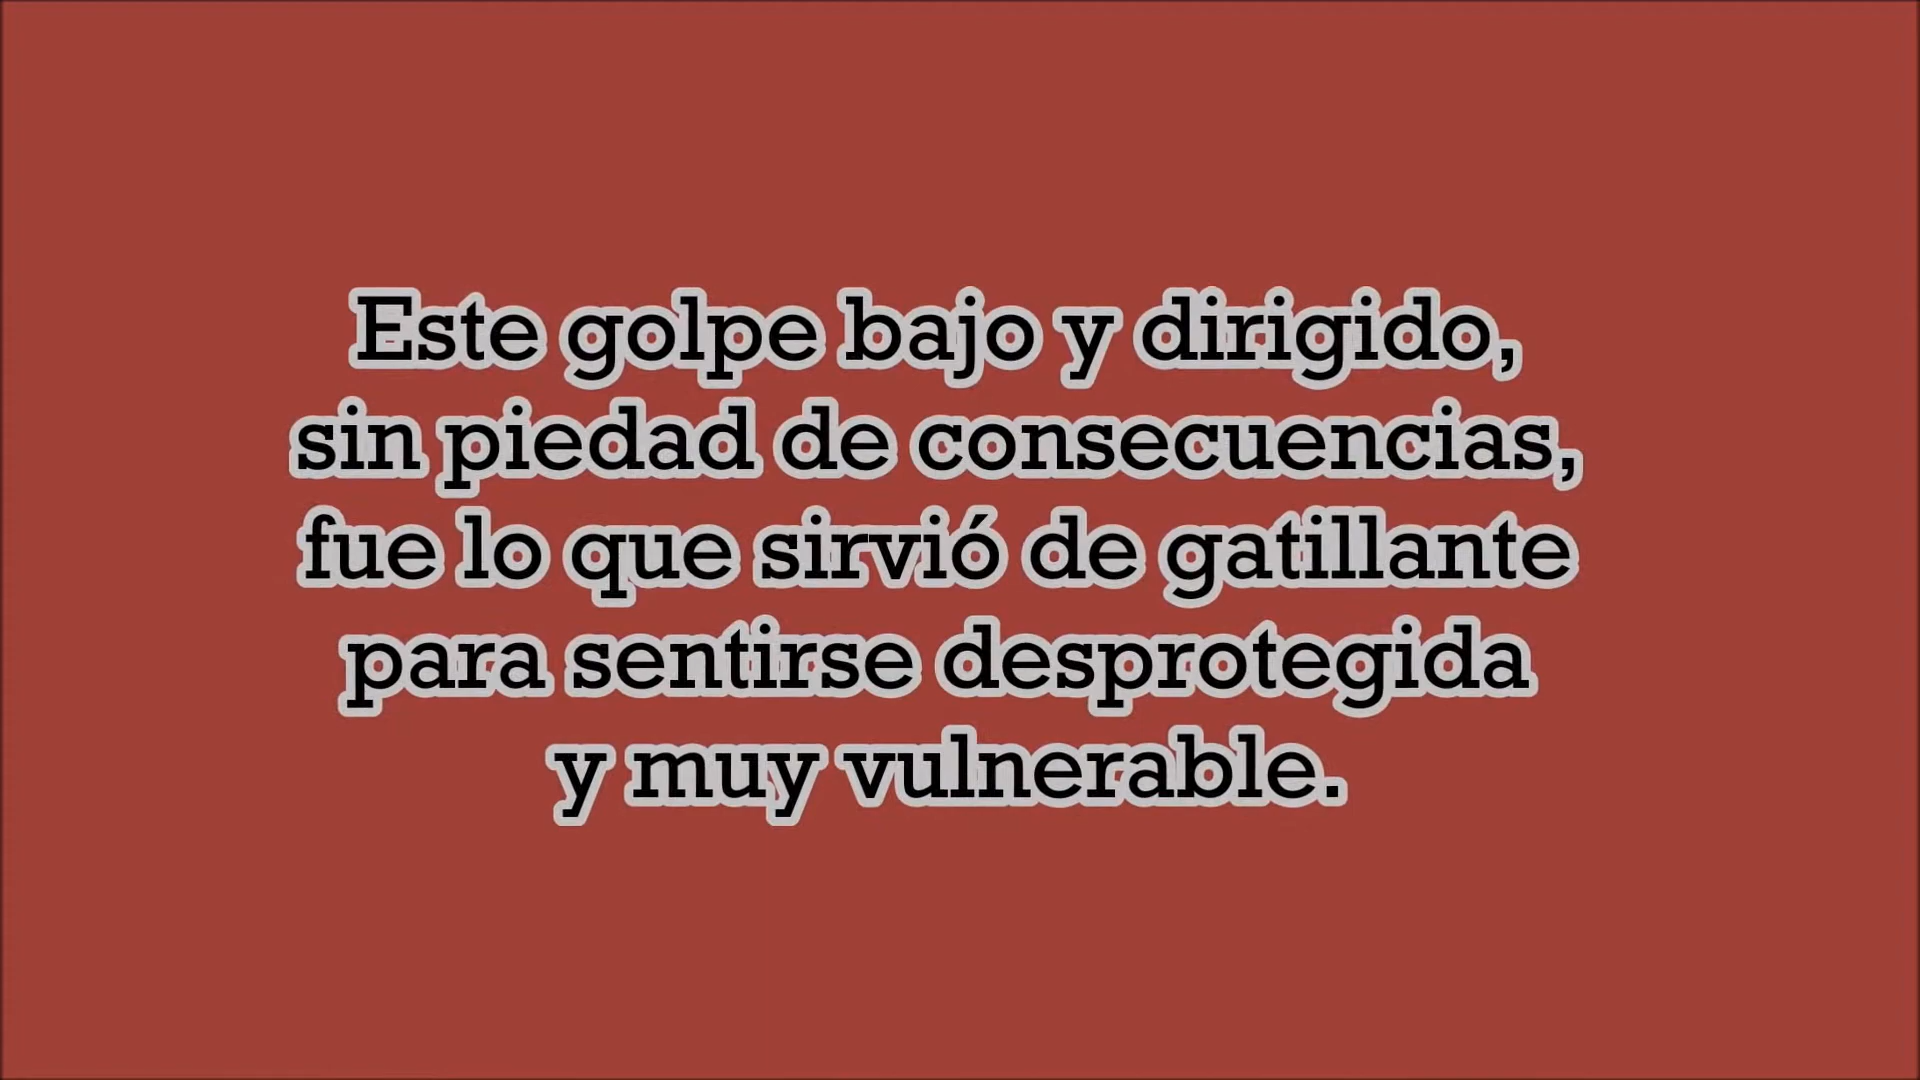 Este golpe bajo y dirigido,
sin piedad de consecuencias,
fue lo que sirvió de gatillante
para sentirse desprotegida
y muy vulnerable.